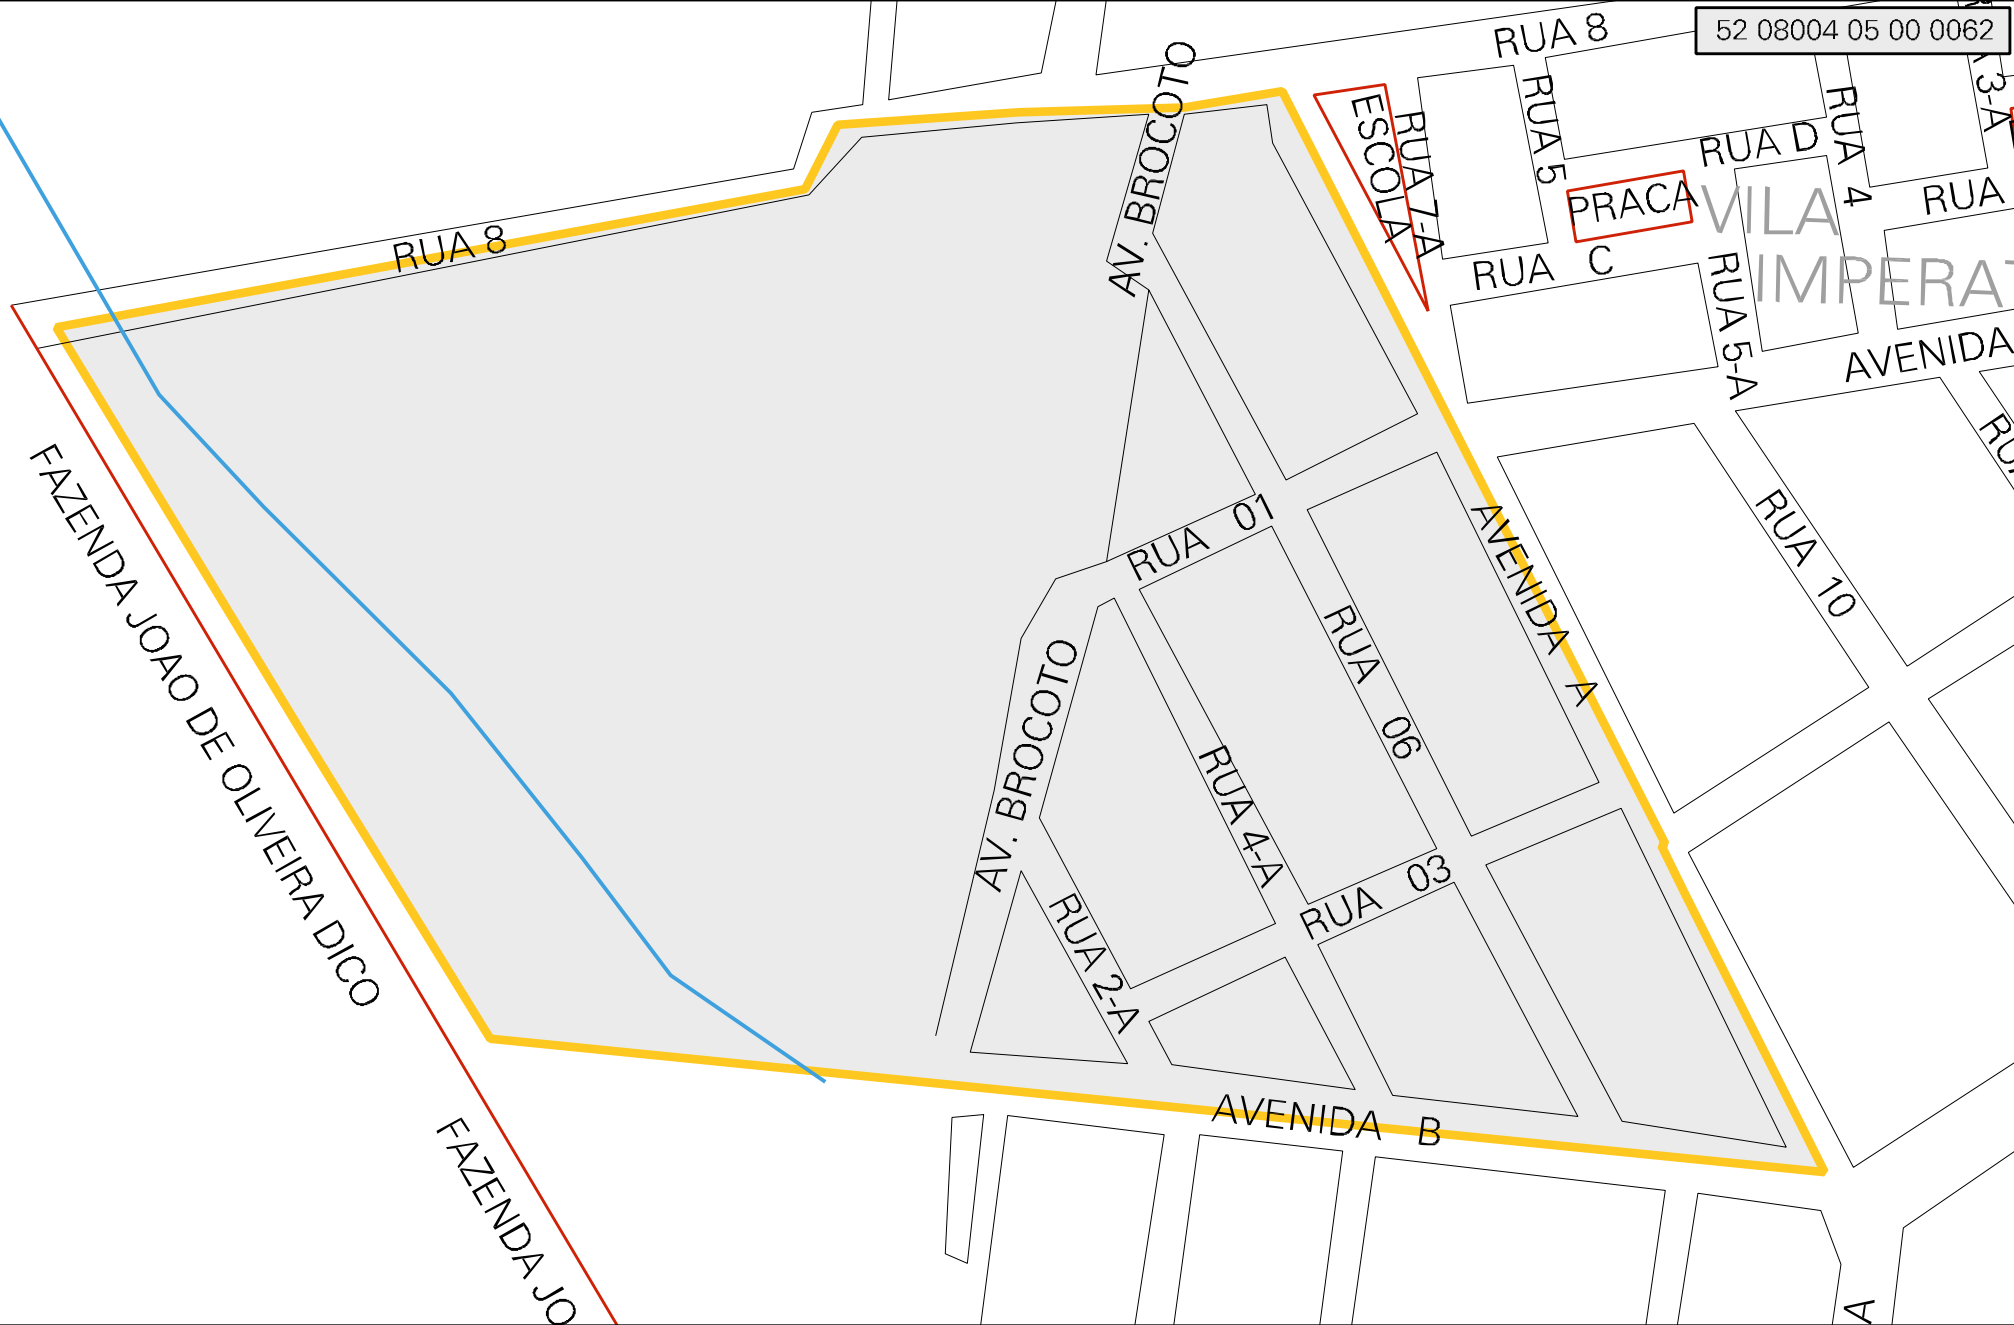 52 08004 05 00 0062
RUA 8
AV. BROCOTO
ESCOLA
RUA 7-A
RUA 5
RUA D
RUA 4
3-A
PRACA
RUA
VILA
IMPERAT
RUA C
RUA 5-A
AVENIDA
RUA 8
FAZENDA JOAO DE OLIVEIRA DICO
RUA 01
AVENIDA A
RUA 10
RUA 06
AV. BROCOTO
RUA 4-A
RUA 03
RUA 2-A
AVENIDA B
FAZENDA JO
A